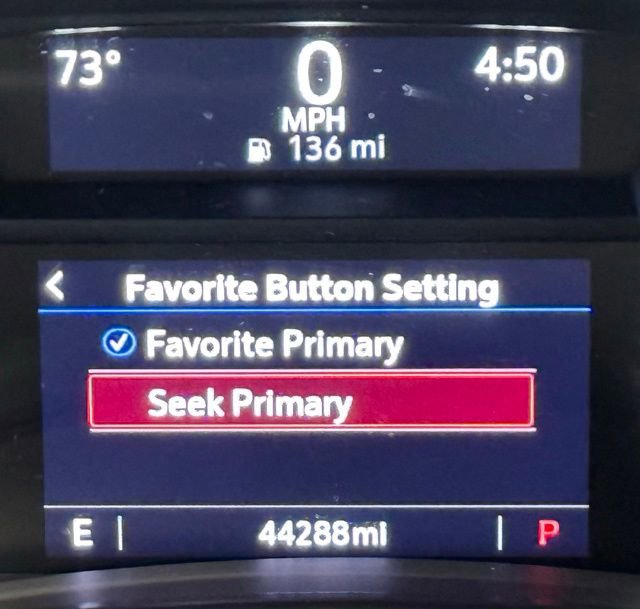 73° 0 4:50
MPH
136 mi
< Favorite Button Setting
Favorite Primary
Seek Primary
E 44288mi P